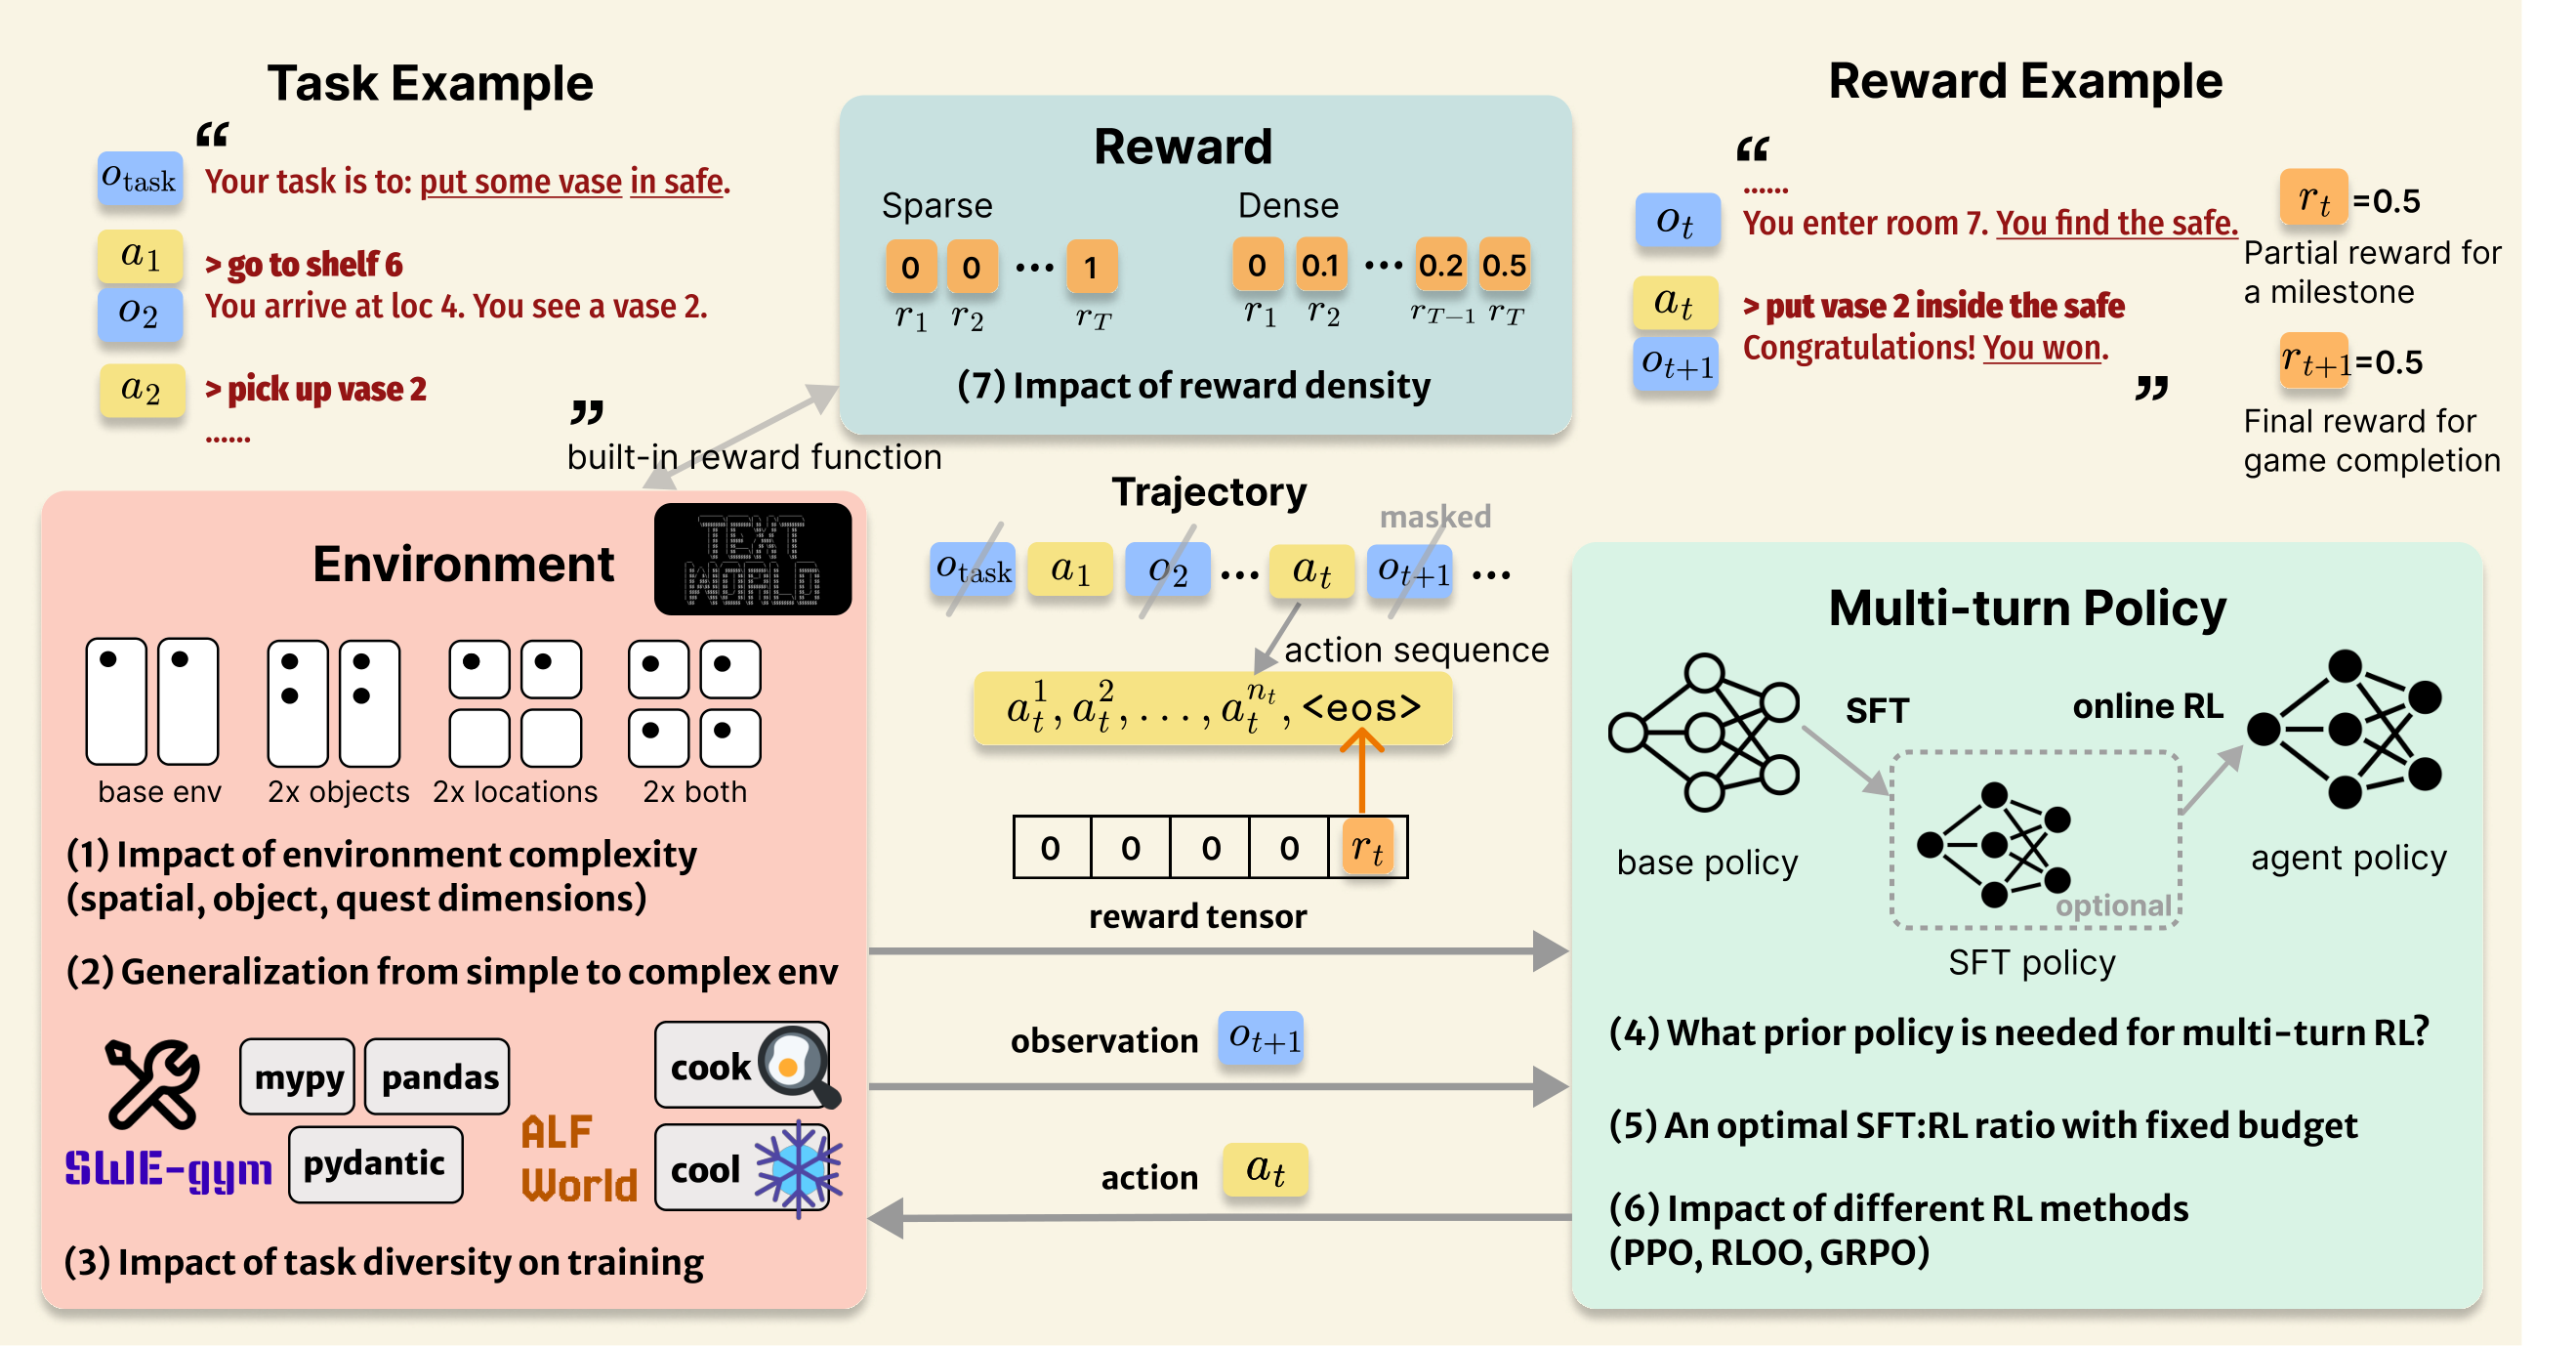 Task Example
“
o_task Your task is to: put some vase in safe.
a_1 > go to shelf 6
o_2 You arrive at loc 4. You see a vase 2.
a_2 > pick up vase 2
......
”
built-in reward function
Reward
Sparse
0 0 ... 1
r_1 r_2 r_T
Dense
0 0.1 ... 0.2 0.5
r_1 r_2 r_{T-1} r_T
(7) Impact of reward density
Reward Example
“
......
o_t You enter room 7. You find the safe.
a_t > put vase 2 inside the safe
o_{t+1} Congratulations! You won.
”
r_t =0.5
Partial reward for
a milestone
r_{t+1} =0.5
Final reward for
game completion
Environment
TEXT
WORLD
base env 2x objects 2x locations 2x both
(1) Impact of environment complexity
(spatial, object, quest dimensions)
(2) Generalization from simple to complex env
SWE-gym
mypy pandas
pydantic
ALF
World
cook
cool
(3) Impact of task diversity on training
Trajectory
masked
o_task a_1 o_2 ... a_t o_{t+1} ...
action sequence
a_t^1, a_t^2, . . . , a_t^{n_t}, <eos>
0 0 0 0 r_t
reward tensor
observation o_{t+1}
action a_t
Multi-turn Policy
SFT
online RL
base policy
optional
SFT policy
agent policy
(4) What prior policy is needed for multi-turn RL?
(5) An optimal SFT:RL ratio with fixed budget
(6) Impact of different RL methods
(PPO, RLOO, GRPO)